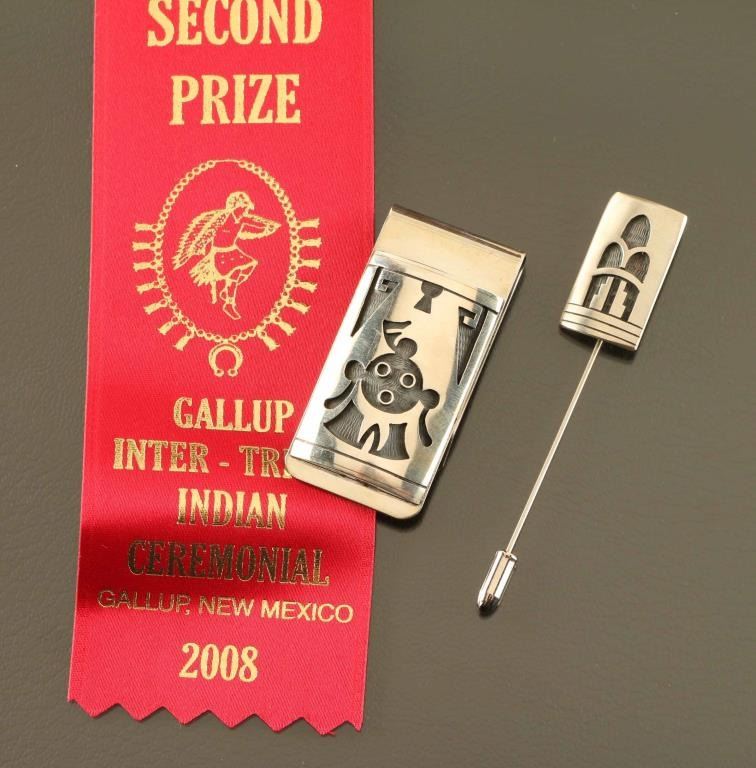 SECOND
PRIZE
GALLUP
INTER -
INDIAN
CEREMONIAL
GALLUP, NEW MEXICO
2008